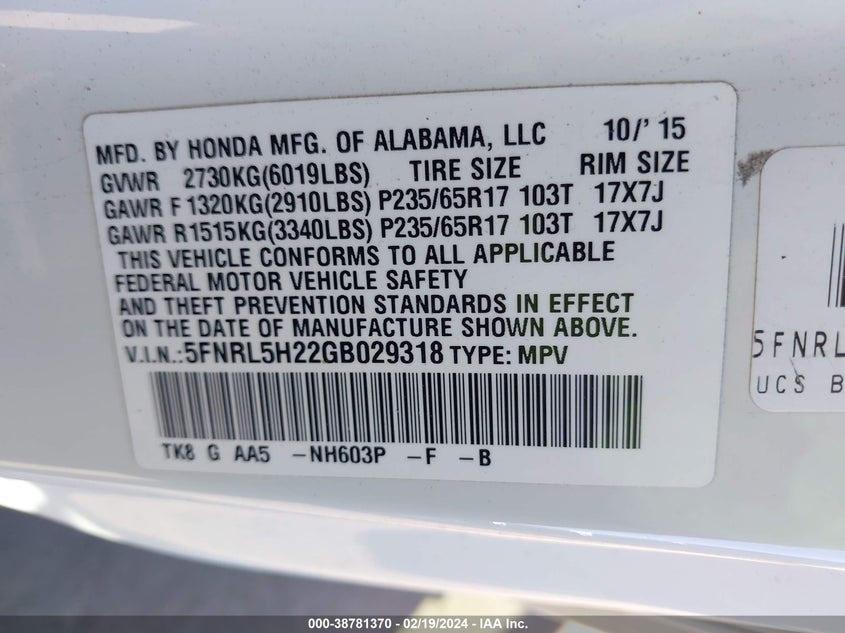 MFD. BY HONDA MFG. OF ALABAMA, LLC 10/'15
GVWR 2730KG(6019LBS) TIRE SIZE RIM SIZE
GAWR F 1320KG(2910LBS) P235/65R17 103T 17X7J
GAWR R1515KG(3340LBS) P235/65R17 103T 17X7J
THIS VEHICLE CONFORMS TO ALL APPLICABLE
FEDERAL MOTOR VEHICLE SAFETY
AND THEFT PREVENTION STANDARDS IN EFFECT
ON THE DATE OF MANUFACTURE SHOWN ABOVE.
V.I.N.:5FNRL5H22GB029318 TYPE: MPV
TK8 G AA5 -NH603P -F -B
5FNRL
UCS B
000-38781370 - 02/19/2024 - IAAI.com